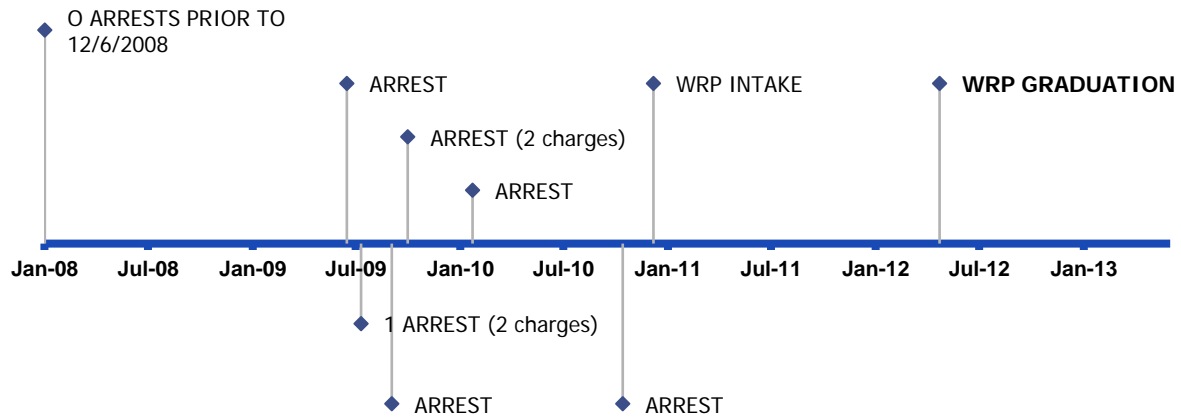 O ARRESTS PRIOR TO
12/6/2008
ARREST
WRP INTAKE
WRP GRADUATION
ARREST (2 charges)
ARREST
Jan-08
Jul-08
Jan-09
Jul-09
Jan-10
Jul-10
Jan-11
Jul-11
Jan-12
Jul-12
Jan-13
1 ARREST (2 charges)
ARREST
ARREST